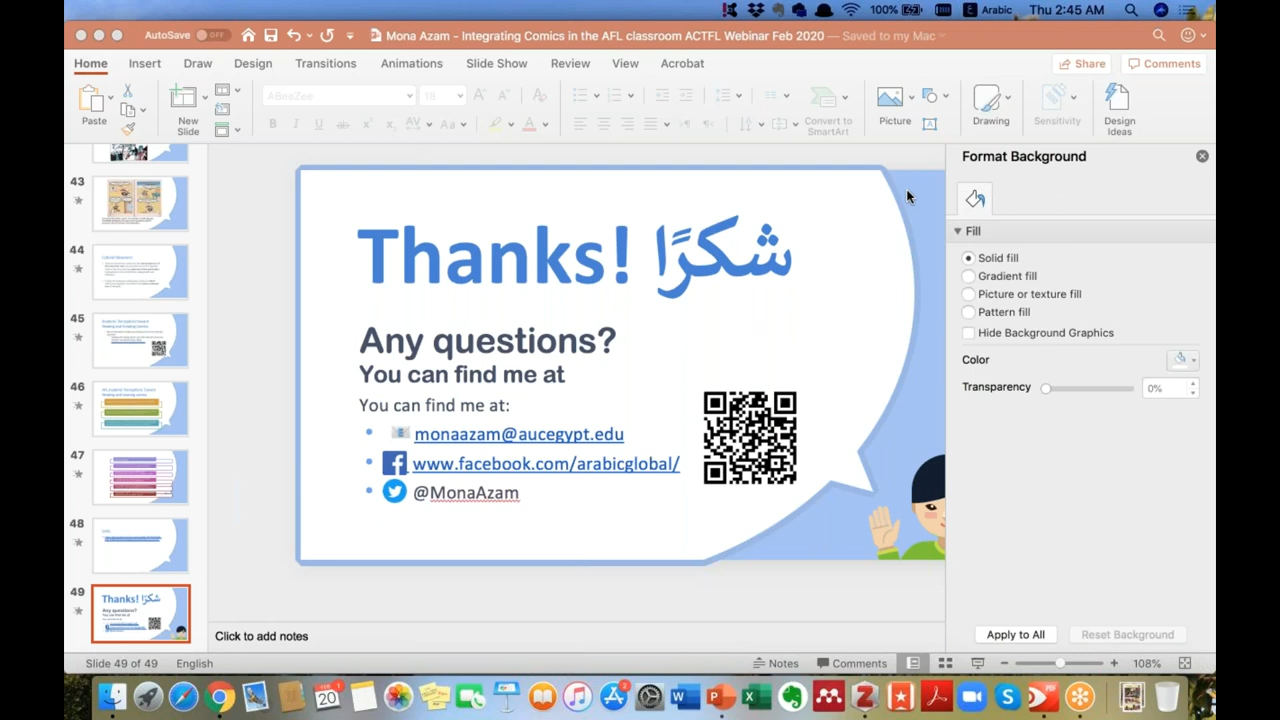 100%
Arabic
Thu 2:45 AM
AutoSave OFF
Mona Azam - Integrating Comics in the AFL classroom ACTFL Webinar Feb 2020 — Saved to my Mac
Home Insert Draw Design Transitions Animations Slide Show Review View Acrobat
Share Comments
ABeeZee 18
Paste
New Slide
Convert to SmartArt
Picture
Drawing
Sensitivity
Design Ideas
43
44
45
46
47
48
49
Thanks! شكرًا
Any questions?
You can find me at
You can find me at:
monaazam@aucegypt.edu
www.facebook.com/arabicglobal/
@MonaAzam
Format Background
Fill
Solid fill
Gradient fill
Picture or texture fill
Pattern fill
Hide Background Graphics
Color
Transparency 0%
Apply to All Reset Background
Click to add notes
Slide 49 of 49 English
Notes Comments 108%